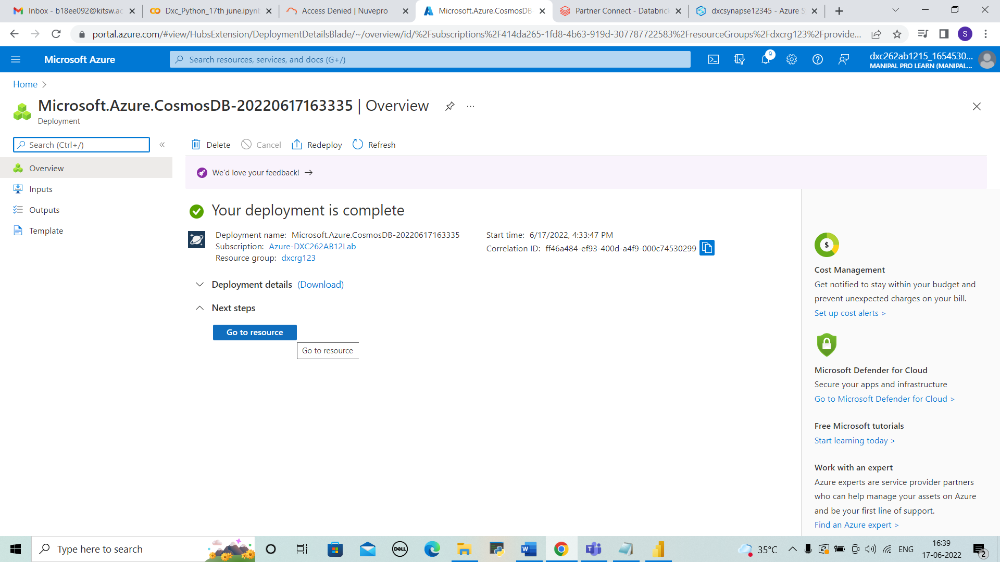 Inbox - b18ee092@kitsw.ac
Dxc_Python_17th june.ipynb
Access Denied | Nuvepro
Microsoft.Azure.CosmosDB-
Partner Connect - Databrick
dxcsynapse12345 - Azure S
portal.azure.com/#view/HubsExtension/DeploymentDetailsBlade/~/overview/id/%2Fsubscriptions%2F414da265-1fd8-4b63-919d-307787722583%2FresourceGroups%2Fdxcrg123%2Fprovide...
S
Microsoft Azure
Search resources, services, and docs (G+/)
9
dxc262ab1215_1654530...
MANIPAL PRO LEARN (MANIPAL...
Home
Microsoft.Azure.CosmosDB-20220617163335 | Overview
Deployment
Search (Ctrl+/)
Delete
Cancel
Redeploy
Refresh
Overview
Inputs
Outputs
Template
We'd love your feedback!
Your deployment is complete
Deployment name: Microsoft.Azure.CosmosDB-20220617163335
Subscription: Azure-DXC262AB12Lab
Resource group: dxcrg123
Start time: 6/17/2022, 4:33:47 PM
Correlation ID: ff46a484-ef93-400d-a4f9-000c74530299
Deployment details (Download)
Next steps
Go to resource
Go to resource
$
Cost Management
Get notified to stay within your budget and
prevent unexpected charges on your bill.
Set up cost alerts >
Microsoft Defender for Cloud
Secure your apps and infrastructure
Go to Microsoft Defender for Cloud >
Free Microsoft tutorials
Start learning today >
Work with an expert
Azure experts are service provider partners
who can help manage your assets on Azure
and be your first line of support.
Find an Azure expert >
Type here to search
DELL
W
35°C
ENG
16:39
17-06-2022
2